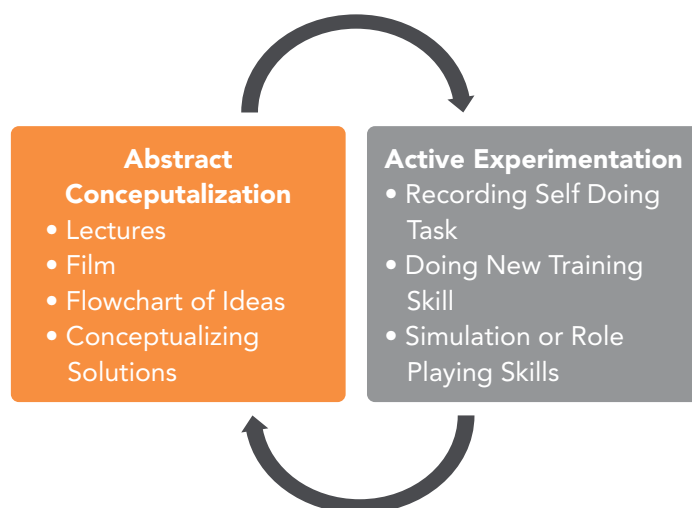 Abstract
Conceputalization
• Lectures
• Film
• Flowchart of Ideas
• Conceptualizing
Solutions
Active Experimentation
• Recording Self Doing
Task
• Doing New Training
Skill
• Simulation or Role
Playing Skills